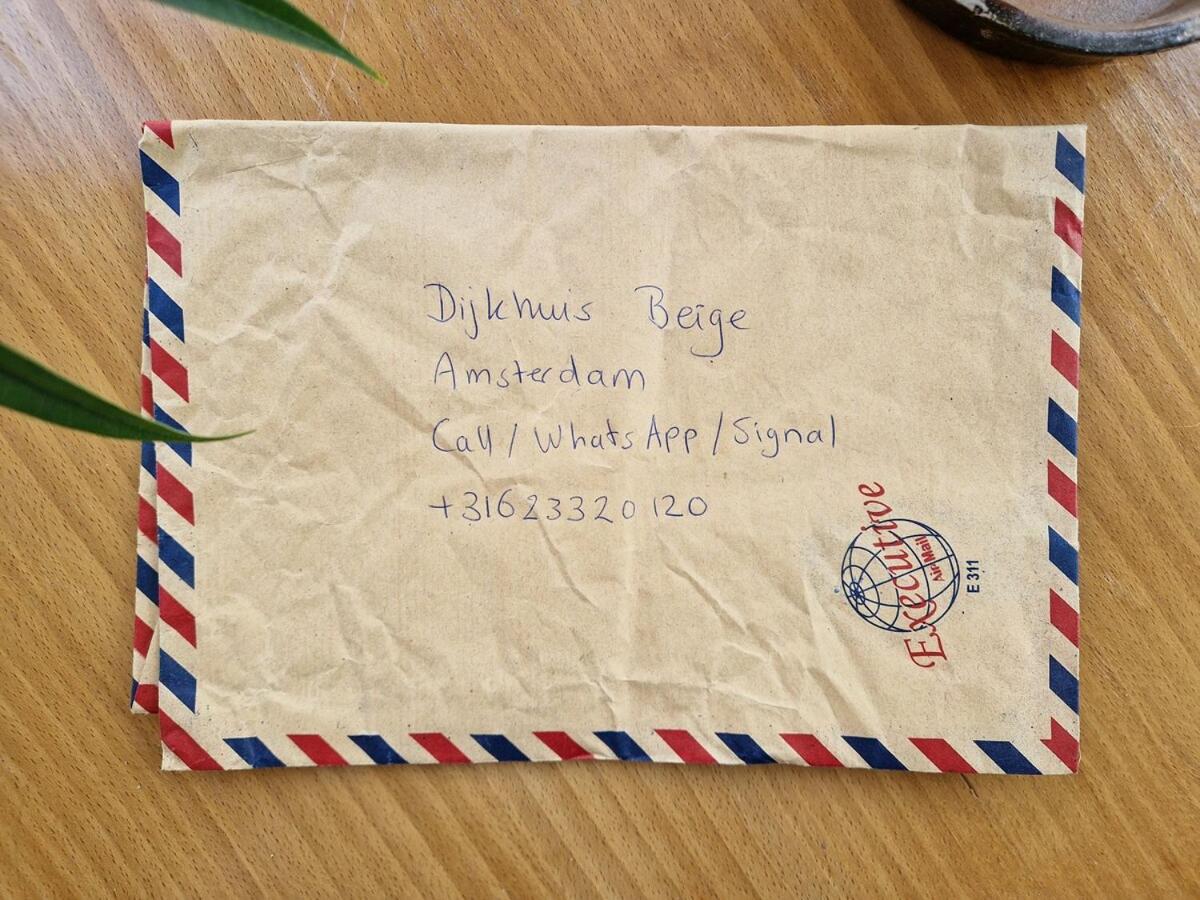 Dijkhuis Beige
Amsterdam
Call / WhatsApp / Signal
+31623320120
Executive
Air Mail
E 311